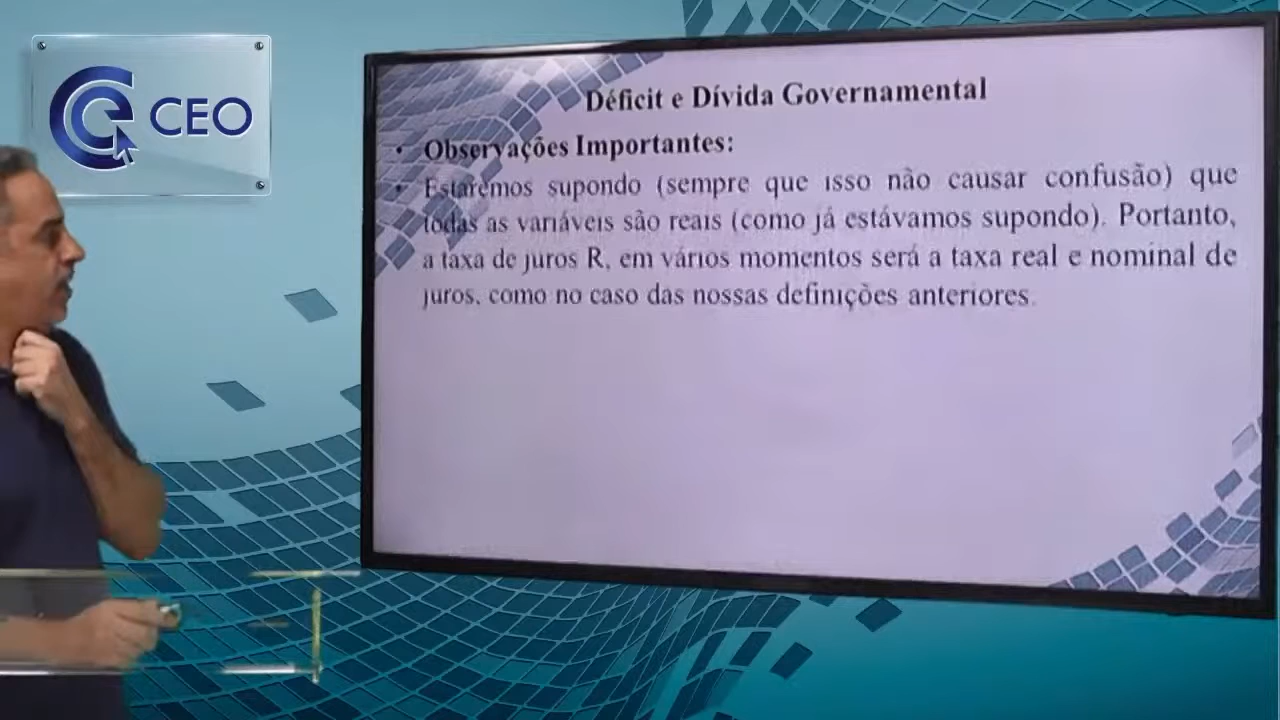 CEO
Déficit e Dívida Governamental
• Observações Importantes:
• Estaremos supondo (sempre que isso não causar confusão) que
todas as variáveis são reais (como já estávamos supondo). Portanto,
a taxa de juros R, em vários momentos será a taxa real e nominal de
juros, como no caso das nossas definições anteriores.